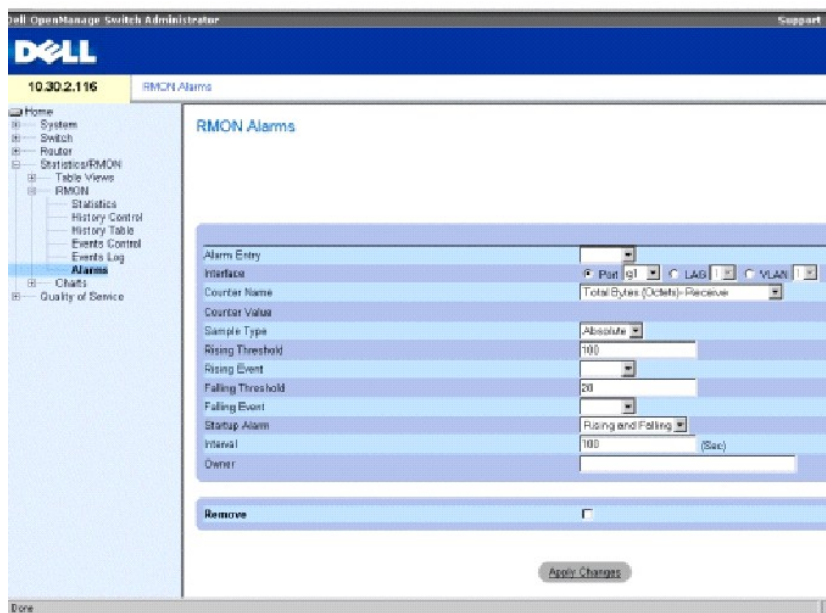 Dell OpenManage Switch Administrator Support
DELL
10.30.2.116 RMON Alarms
Home
System
Switch
Router
Statistics/RMON
Table Views
RMON
Statistics
History Control
History Table
Events Control
Events Log
Alarms
Charts
Quality of Service
RMON Alarms
Alarm Entry
Interface Port g1 LAG 1 VLAN 1
Counter Name Total Bytes (Octets)- Receive
Counter Value
Sample Type Absolute
Rising Threshold 100
Rising Event
Falling Threshold 20
Falling Event
Startup Alarm Rising and Falling
Interval 100 (Sec)
Owner
Remove
Apply Changes
Done